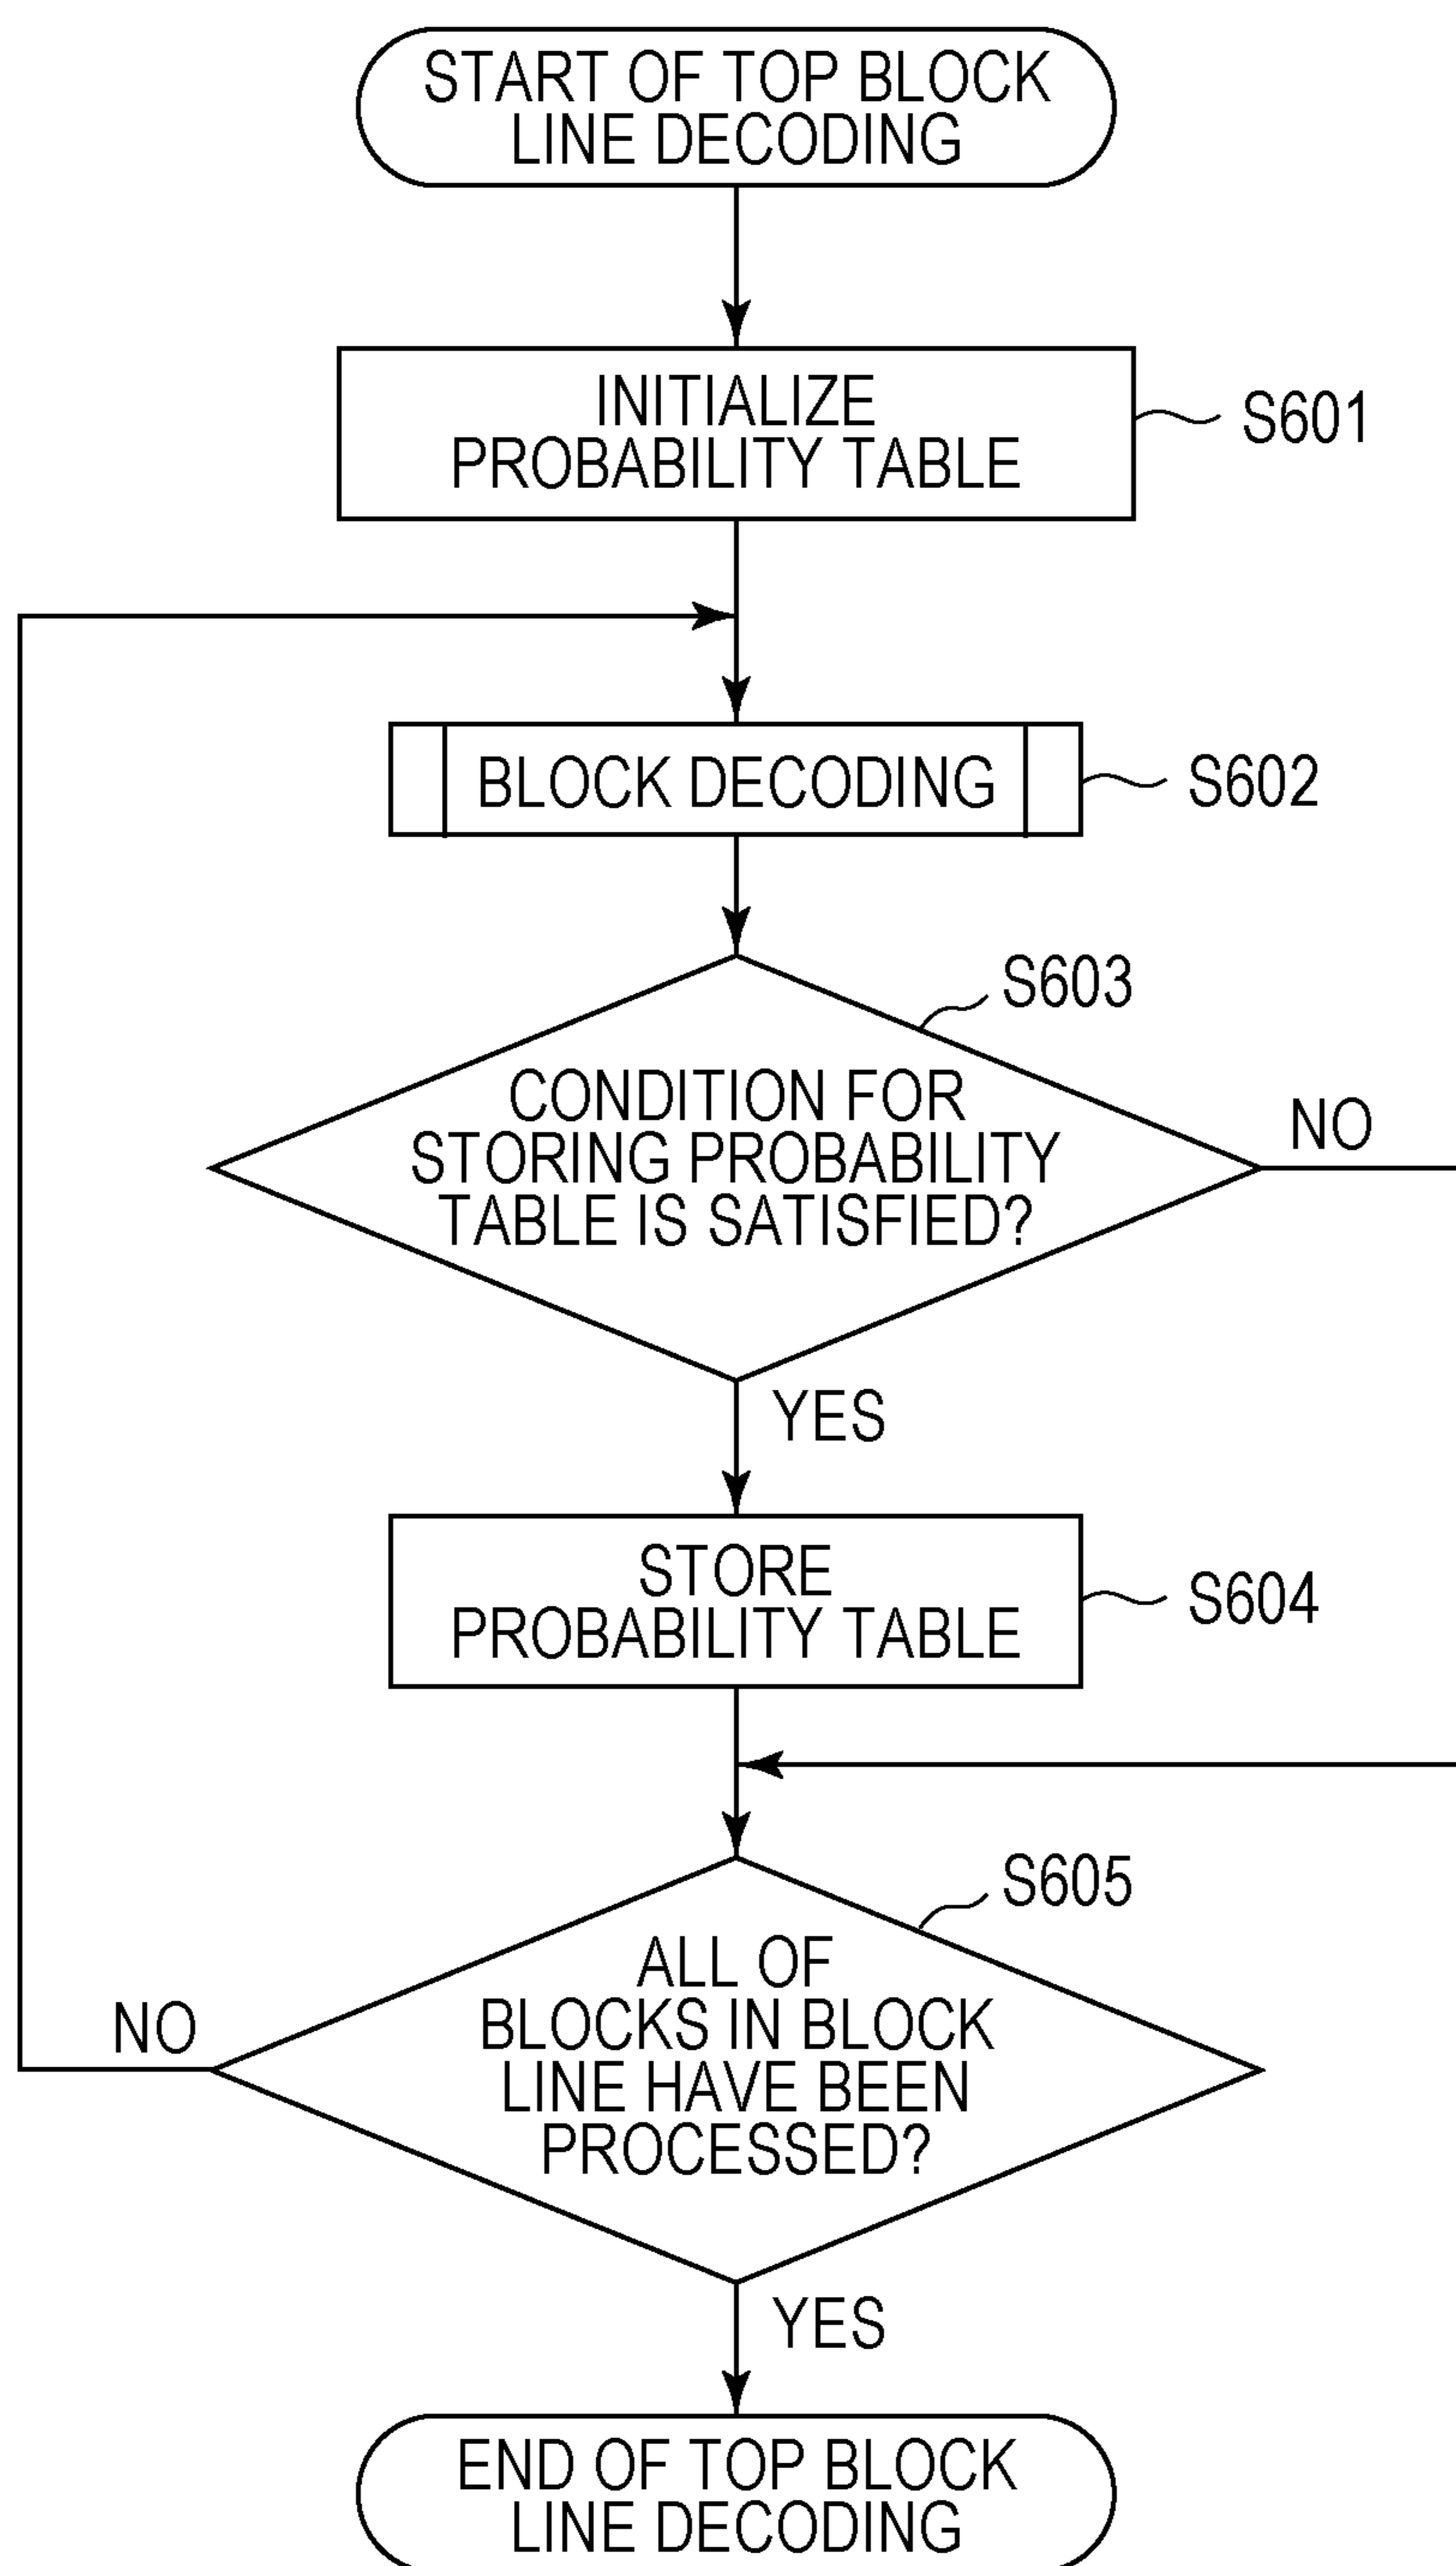 START OF TOP BLOCK
LINE DECODING
INITIALIZE
PROBABILITY TABLE
S601
BLOCK DECODING
S602
S603
CONDITION FOR
STORING PROBABILITY
TABLE IS SATISFIED?
NO
YES
STORE
PROBABILITY TABLE
S604
S605
ALL OF
BLOCKS IN BLOCK
LINE HAVE BEEN
PROCESSED?
NO
YES
END OF TOP BLOCK
LINE DECODING